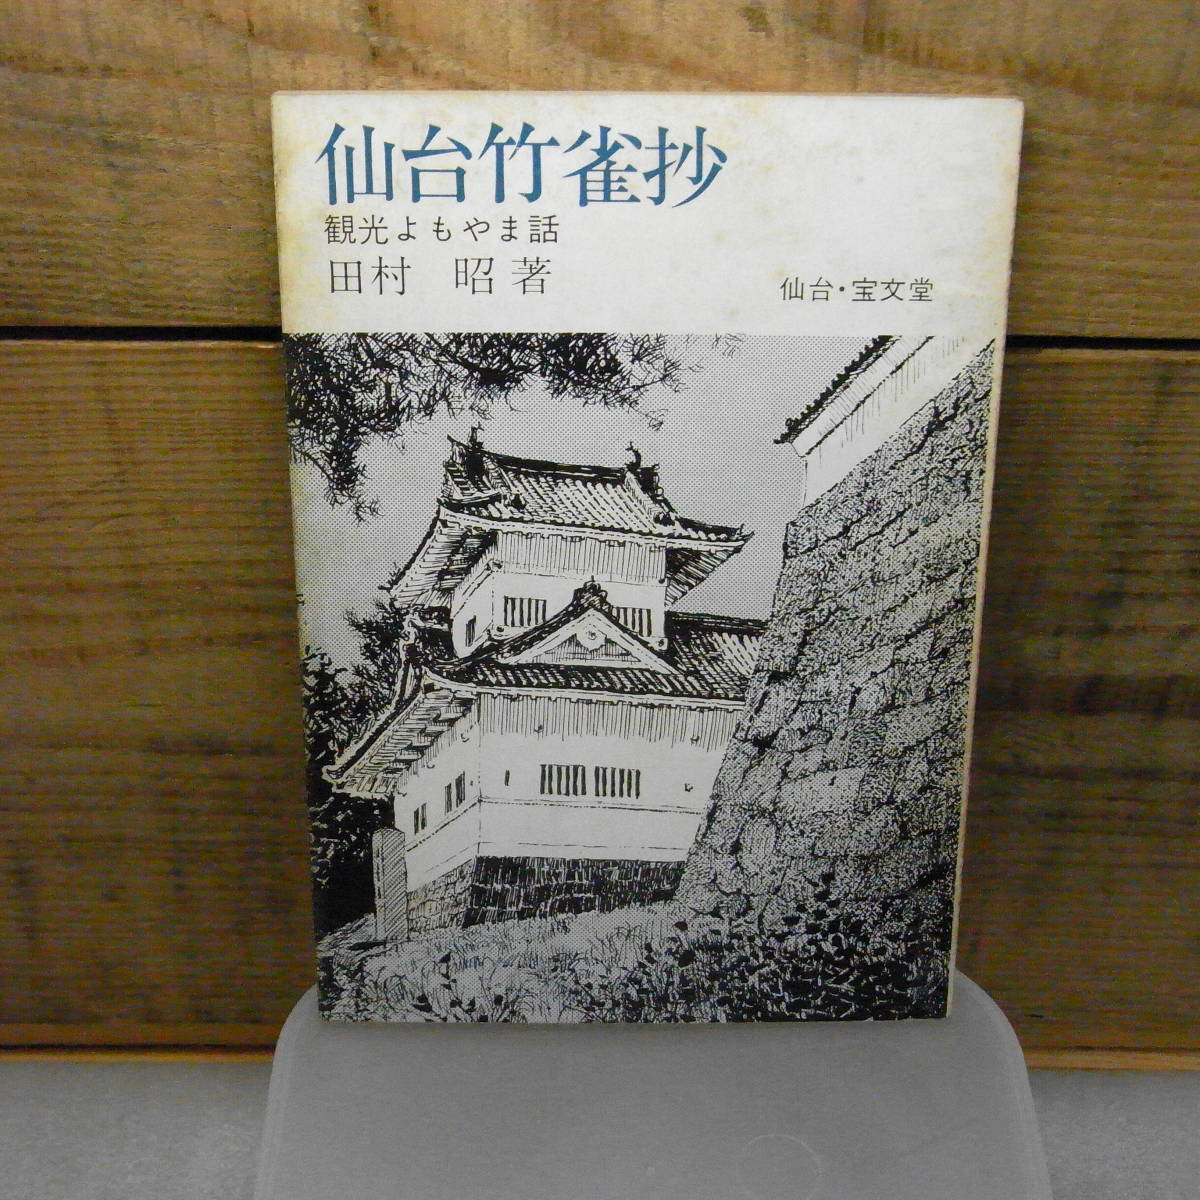 仙台竹雀抄
観光よもやま話
田村 昭著
仙台・宝文堂